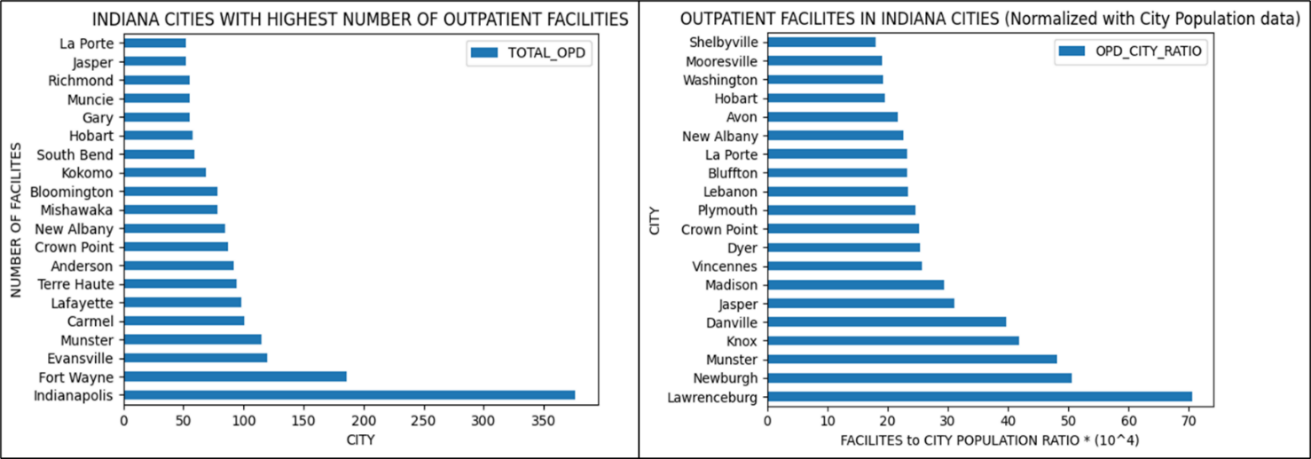 INDIANA CITIES WITH HIGHEST NUMBER OF OUTPATIENT FACILITIES
TOTAL_OPD
NUMBER OF FACILITES
La Porte
Jasper
Richmond
Muncie
Gary
Hobart
South Bend
Kokomo
Bloomington
Mishawaka
New Albany
Crown Point
Anderson
Terre Haute
Lafayette
Carmel
Munster
Evansville
Fort Wayne
Indianapolis
0 50 100 150 200 250 300 350
CITY
OUTPATIENT FACILITES IN INDIANA CITIES (Normalized with City Population data)
OPD_CITY_RATIO
CITY
Shelbyville
Mooresville
Washington
Hobart
Avon
New Albany
La Porte
Bluffton
Lebanon
Plymouth
Crown Point
Dyer
Vincennes
Madison
Jasper
Danville
Knox
Munster
Newburgh
Lawrenceburg
0 10 20 30 40 50 60 70
FACILITES to CITY POPULATION RATIO * (10^4)